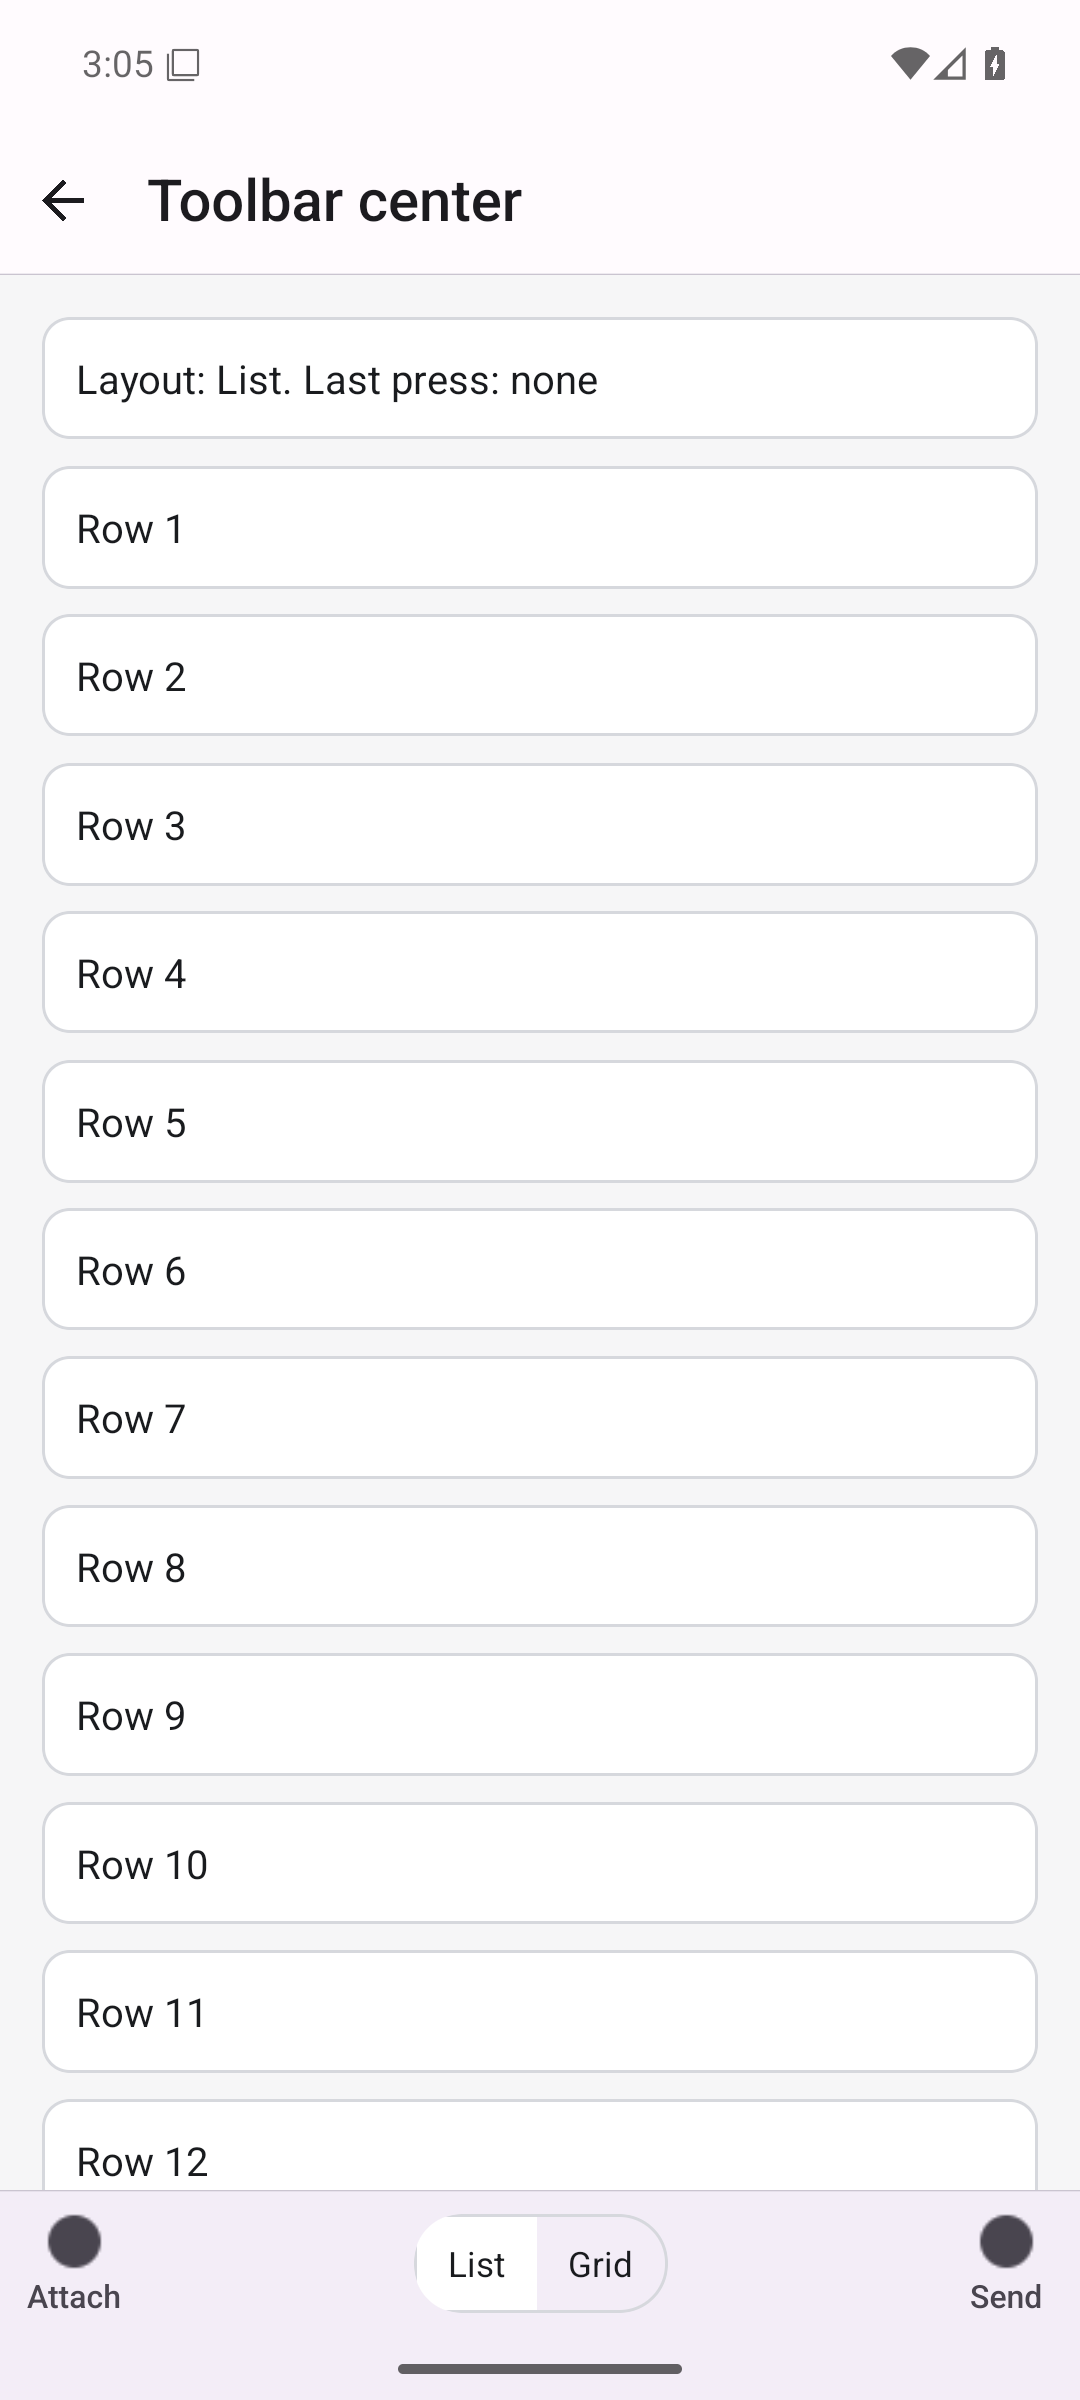 3:05
Toolbar center
Layout: List. Last press: none
Row 1
Row 2
Row 3
Row 4
Row 5
Row 6
Row 7
Row 8
Row 9
Row 10
Row 11
Row 12
List Grid
Attach Send